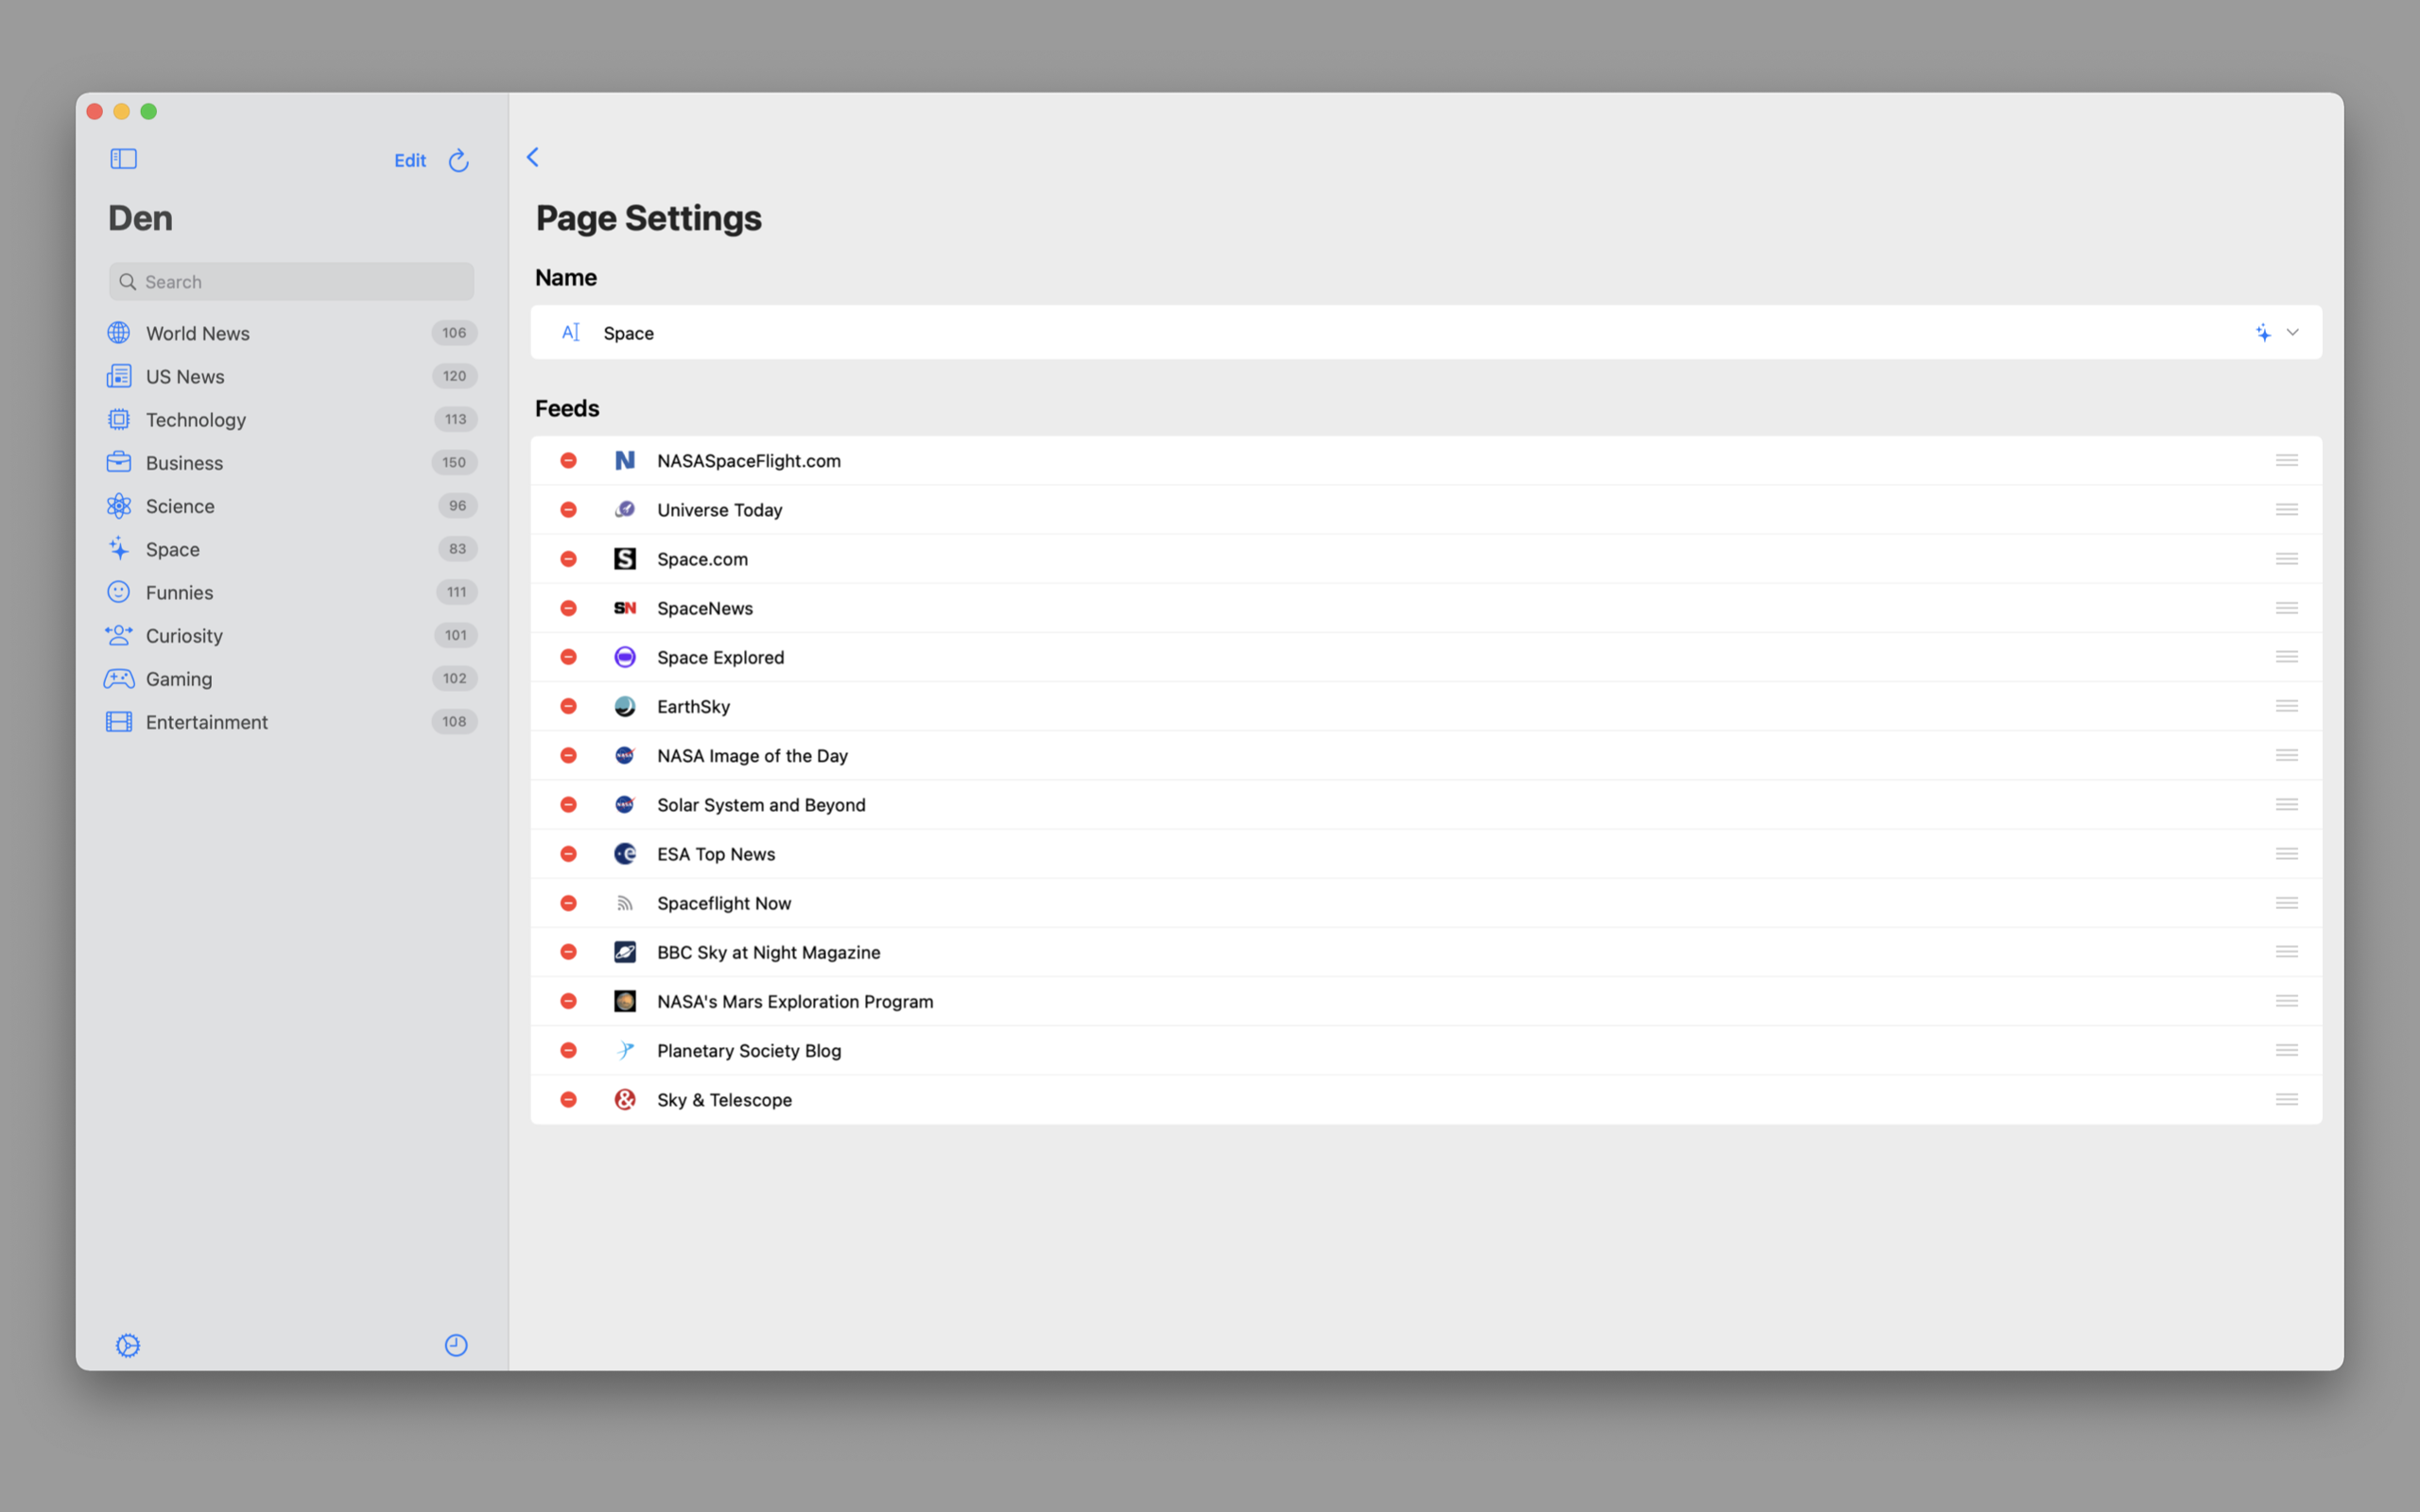 Edit
Den
Search
World News 106
US News 120
Technology 113
Business 150
Science 96
Space 83
Funnies 111
Curiosity 101
Gaming 102
Entertainment 108
Page Settings
Name
A Space
Feeds
N NASASpaceFlight.com
Universe Today
S Space.com
SN SpaceNews
Space Explored
EarthSky
NASA NASA Image of the Day
NASA Solar System and Beyond
e ESA Top News
Spaceflight Now
BBC Sky at Night Magazine
NASA's Mars Exploration Program
Planetary Society Blog
& Sky & Telescope